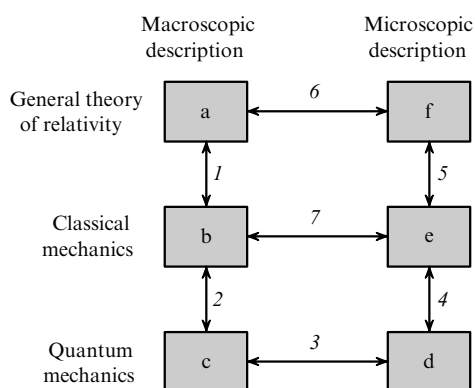 Macroscopic
description
Microscopic
description
General theory
of relativity
a
6
f
1
5
Classical
mechanics
b
7
e
2
4
Quantum
mechanics
c
3
d